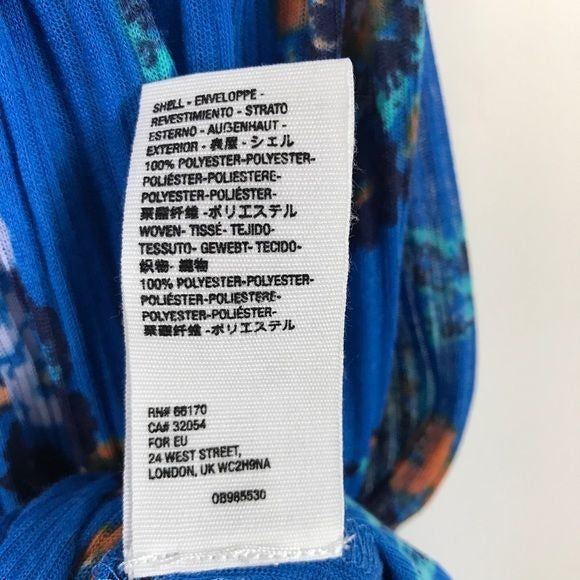 SHELL - ENVELOPPE -
REVESTIMIENTO - STRATO
ESTERNO - AUßENHAUT -
EXTERIOR - 表層 - シェル
100% POLYESTER-POLYESTER-
POLIÉSTER-POLIESTERE-
POLYESTER-POLIÉSTER-
聚脂纤维 -ポリエステル
WOVEN- TISSÉ- TEJIDO-
TESSUTO- GEWEBT- TECIDO-
织物- 織物
100% POLYESTER-POLYESTER-
POLIÉSTER-POLIESTERE-
POLYESTER-POLIÉSTER-
聚脂纤维 -ポリエステル
RN# 66170
CA# 32054
FOR EU
24 WEST STREET,
LONDON, UK WC2H9NA
OB985530